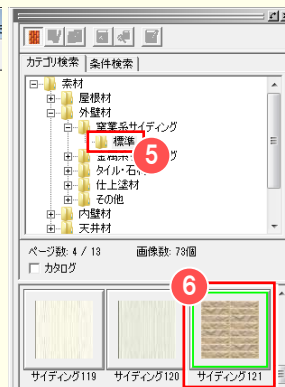 カテゴリ検索 条件検索
素材
屋根材
外壁材
窯業系サイディング
標準
5
タイル・石
仕上塗材
その他
内壁材
天井材
ページ数: 4 / 13 画像数: 73個
カタログ
6
サイディング119 サイディング120 サイディング121